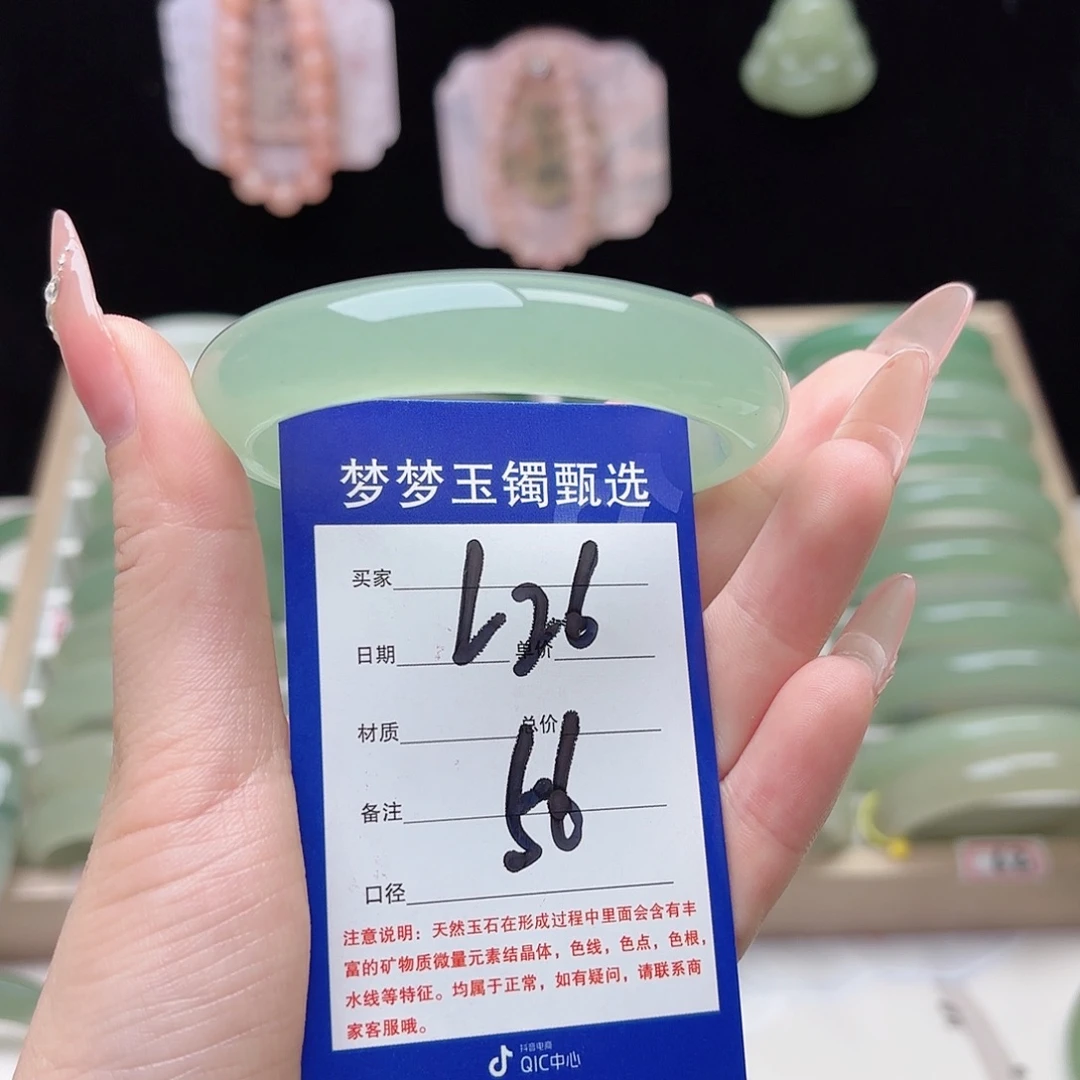 梦梦玉镯甄选
买家
L26
日期 单价
材质 总价
56
备注
口径
注意说明：天然玉石在形成过程中里面会含有丰
富的矿物质微量元素结晶体，色线，色点，色根，
水线等特征。均属于正常，如有疑问，请联系商
家客服哦。
抖音电商
QIC中心